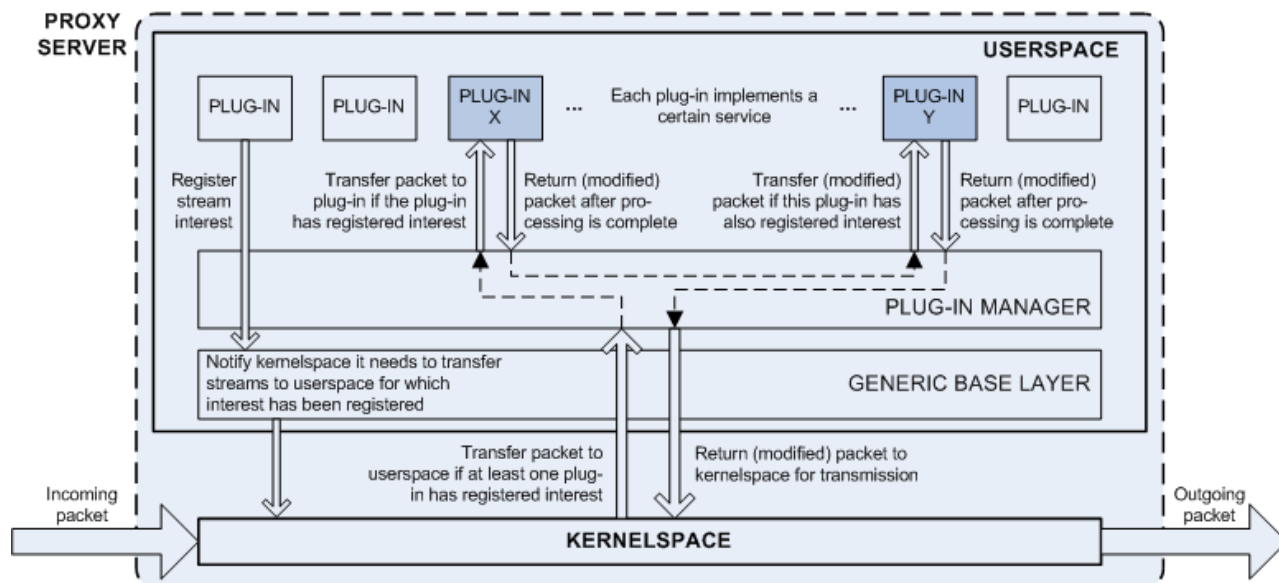 PROXY
SERVER
USERSPACE
PLUG-IN
PLUG-IN
PLUG-IN
X
...
Each plug-in implements a
certain service
...
PLUG-IN
Y
PLUG-IN
Register
stream
interest
Transfer packet to
plug-in if the plug-in
has registered interest
Return (modified)
packet after pro-
cessing is complete
Transfer (modified)
packet if this plug-in has
also registered interest
Return (modified)
packet after pro-
cessing is complete
PLUG-IN MANAGER
Notify kernelspace it needs to transfer
streams to userspace for which
interest has been registered
GENERIC BASE LAYER
Transfer packet to
userspace if at least one plug-
in has registered interest
Return (modified) packet to
kernelspace for transmission
Incoming
packet
KERNELSPACE
Outgoing
packet